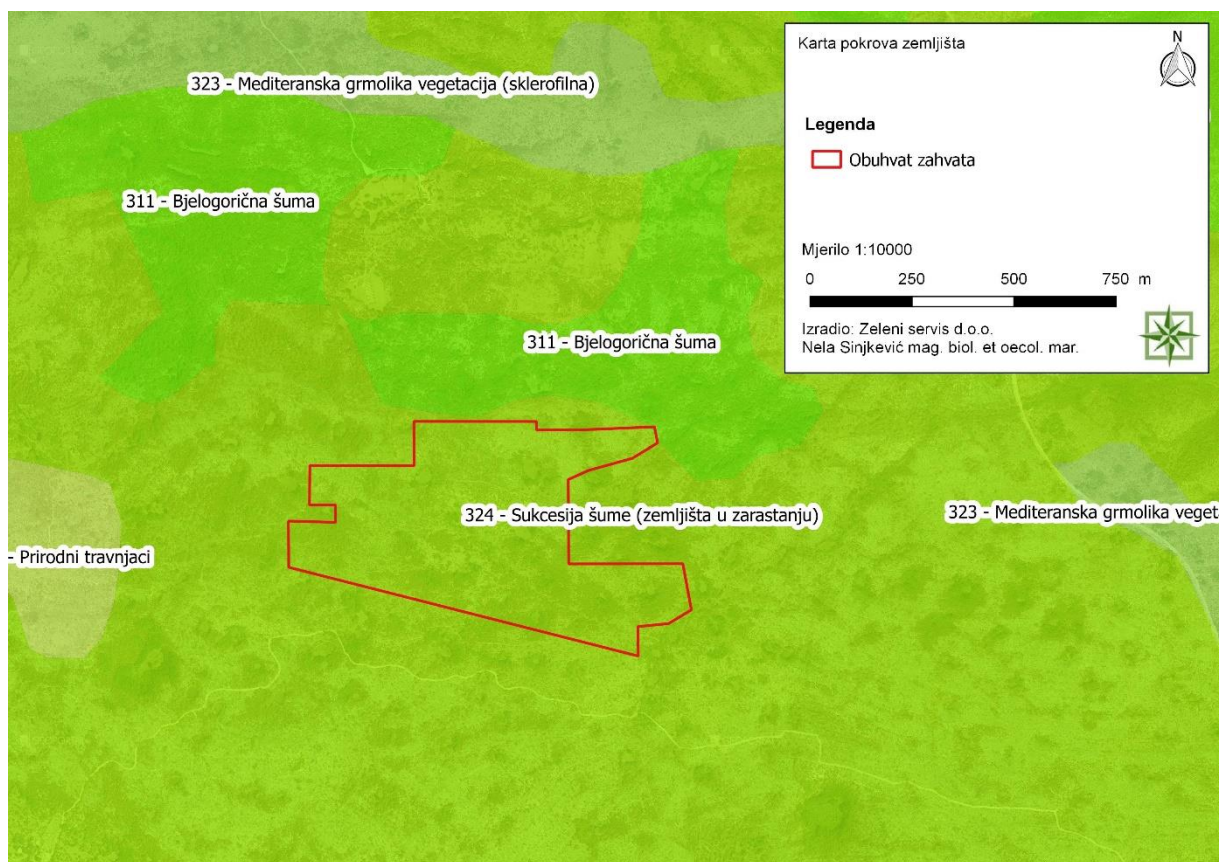 323 - Mediteranska grmolika vegetacija (sklerofilna)
311 - Bjelogorična šuma
311 - Bjelogorična šuma
324 - Sukcesija šume (zemljišta u zarastanju)
323 - Mediteranska grmolika veget
- Prirodni travnjaci
Karta pokrova zemljišta
N
Legenda
Obuhvat zahvata
Mjerilo 1:10000
0 250 500 750 m
Izradio: Zeleni servis d.o.o.
Nela Sinjkević mag. biol. et oecol. mar.